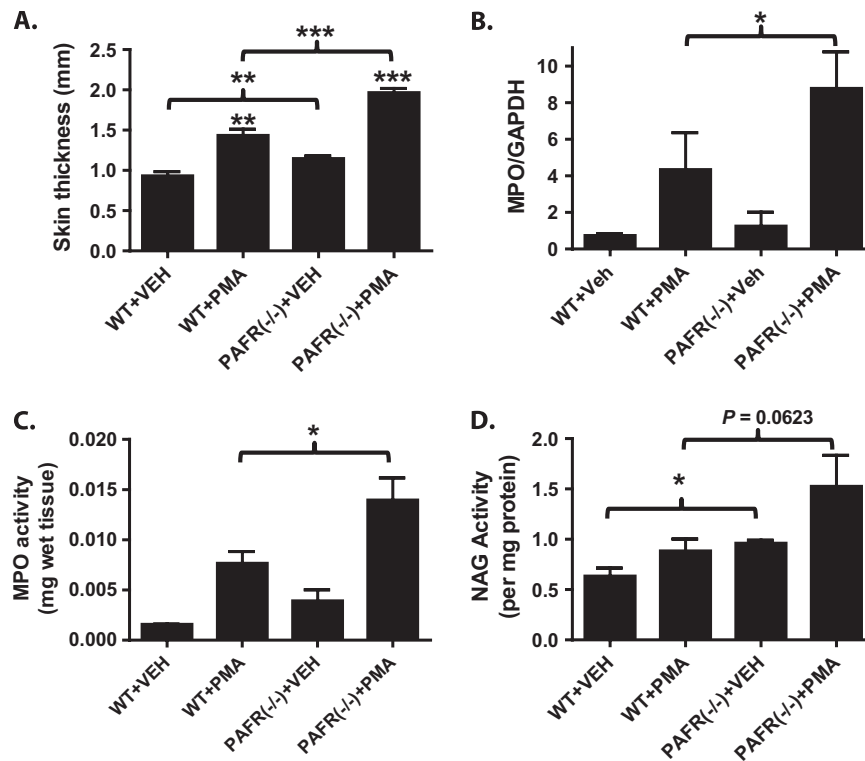 A.
Skin thickness (mm)
2.5
2.0
1.5
1.0
0.5
0.0
***
**
**
***
WT+VEH
WT+PMA
PAFR(-/-)+VEH
PAFR(-/-)+PMA
B.
MPO/GAPDH
10
8
6
4
2
0
*
WT+Veh
WT+PMA
PAFR(-/-)+Veh
PAFR(-/-)+PMA
C.
MPO activity
(mg wet tissue)
0.020
0.015
0.010
0.005
0.000
*
WT+VEH
WT+PMA
PAFR(-/-)+VEH
PAFR(-/-)+PMA
D.
NAG Activity
(per mg protein)
2.0
1.5
1.0
0.5
0.0
P = 0.0623
*
WT+VEH
WT+PMA
PAFR(-/-)+VEH
PAFR(-/-)+PMA